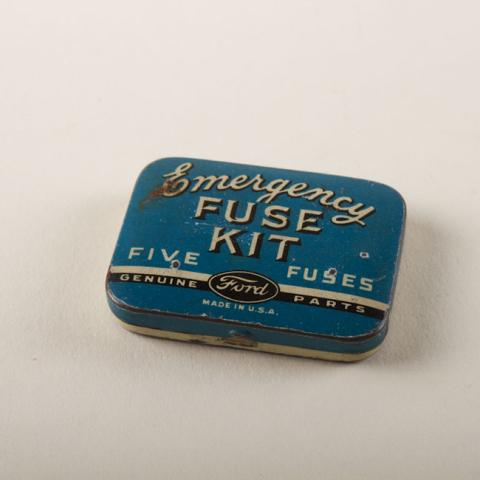 Emergency
FUSE
KIT
FIVE FUSES
GENUINE Ford PARTS
MADE IN U.S.A.